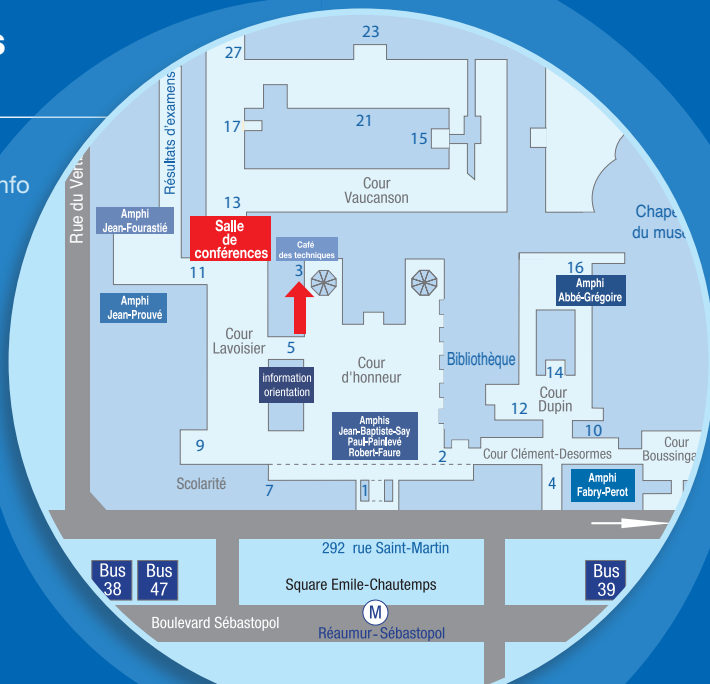 s
nfo
23
27
21
17
15
Résultats d'examens
Cour
Vaucanson
13
Rue du Ver
Amphi
Jean-Fourastié
Salle
de
conférences
Café
des techniques
3
Chape
du mus
11
16
Amphi
Abbé-Grégoire
Amphi
Jean-Prouvé
Cour
Lavoisier
5
Cour
d'honneur
Bibliothèque
14
information
orientation
Cour
Dupin
12
10
Amphis
Jean-Baptiste-Say
Paul-Painlevé
Robert-Faure
9
2
Cour Clément-Desormes
Cour
Boussinga
Scolarité
7
1
4
Amphi
Fabry-Perot
292 rue Saint-Martin
Bus
38
Bus
47
Square Emile-Chautemps
Bus
39
M
Boulevard Sébastopol
Réaumur-Sébastopol